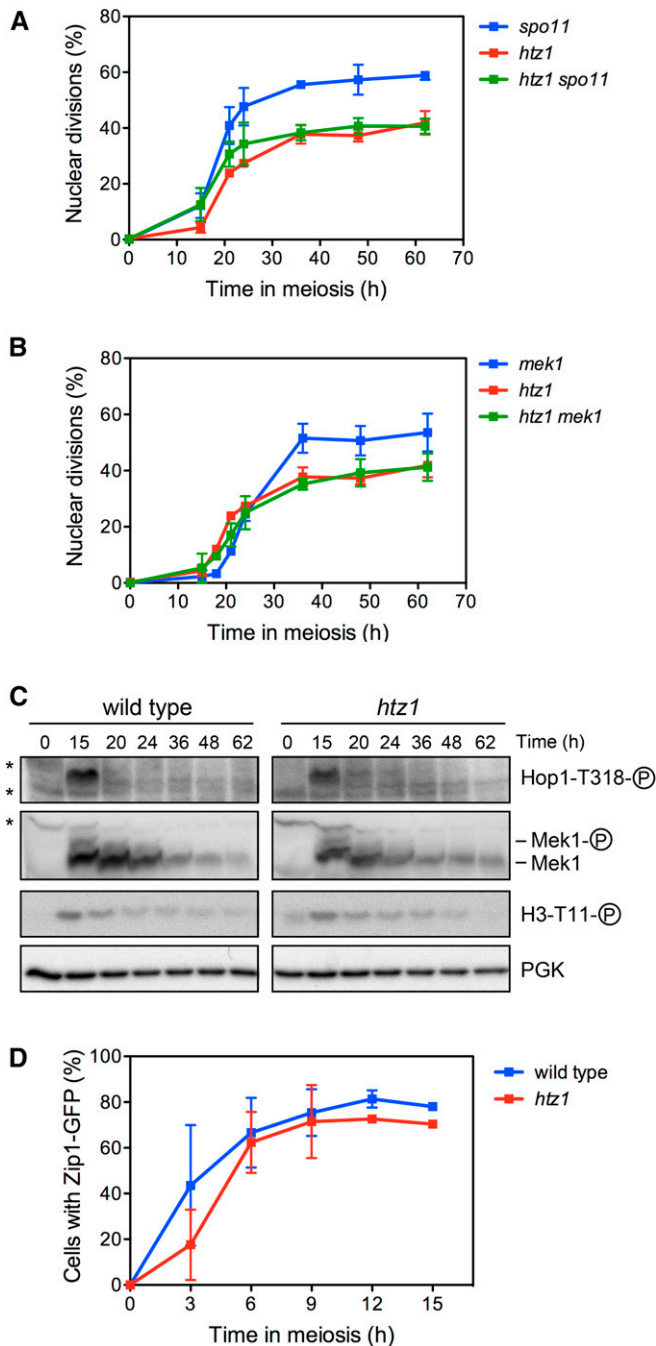 A
Nuclear divisions (%)
80
60
40
20
0
0 10 20 30 40 50 60 70
Time in meiosis (h)
spo11
htz1
htz1 spo11
B
Nuclear divisions (%)
80
60
40
20
0
0 10 20 30 40 50 60 70
Time in meiosis (h)
mek1
htz1
htz1 mek1
C
wild type htz1
0 15 20 24 36 48 62 0 15 20 24 36 48 62 Time (h)
*
* Hop1-T318-Ⓟ
* – Mek1-Ⓟ
– Mek1
H3-T11-Ⓟ
PGK
D
Cells with Zip1-GFP (%)
100
80
60
40
20
0
0 3 6 9 12 15
Time in meiosis (h)
wild type
htz1